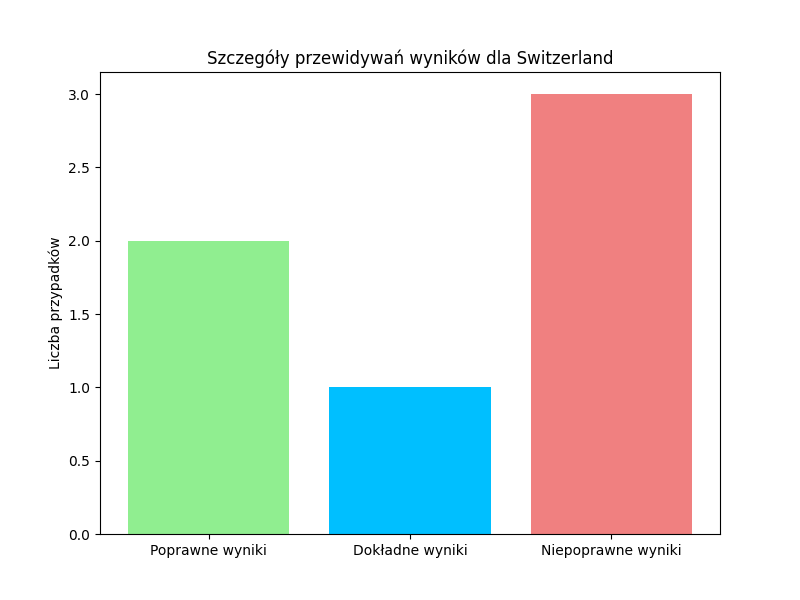 Szczegóły przewidywań wyników dla Switzerland
Liczba przypadków
3.0
2.5
2.0
1.5
1.0
0.5
0.0
Poprawne wyniki
Dokładne wyniki
Niepoprawne wyniki